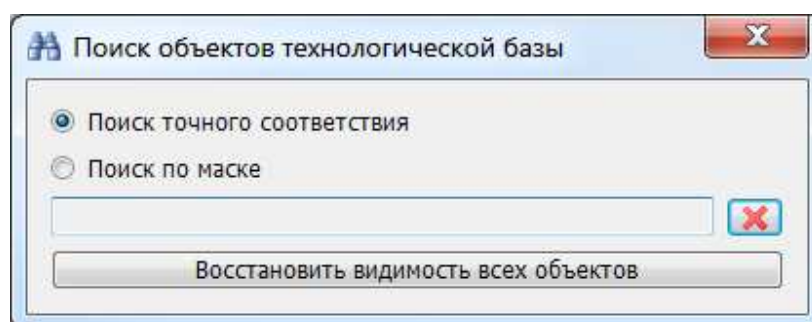 Поиск объектов технологической базы
Поиск точного соответствия
Поиск по маске
Восстановить видимость всех объектов